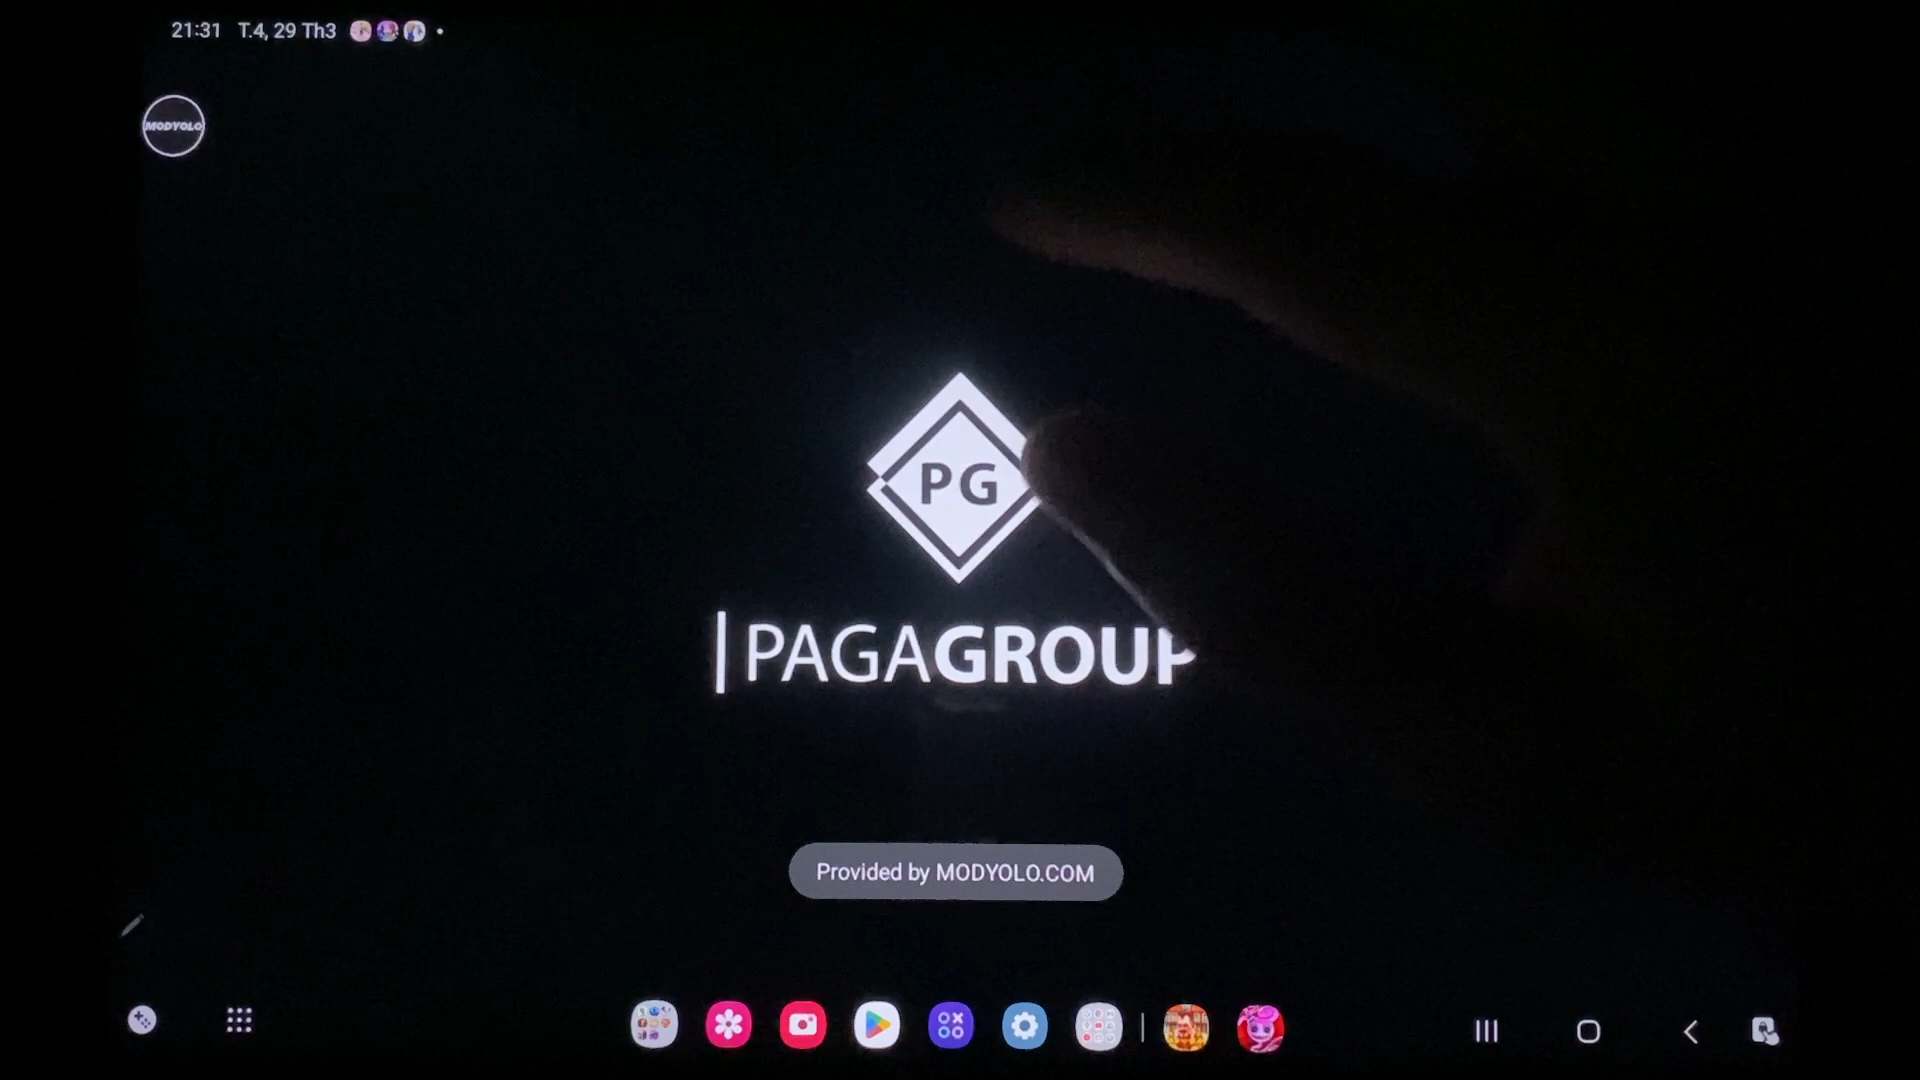 21:31 T.4, 29 Th3
MODYOLO
PG
PAGAGROUP
Provided by MODYOLO.COM